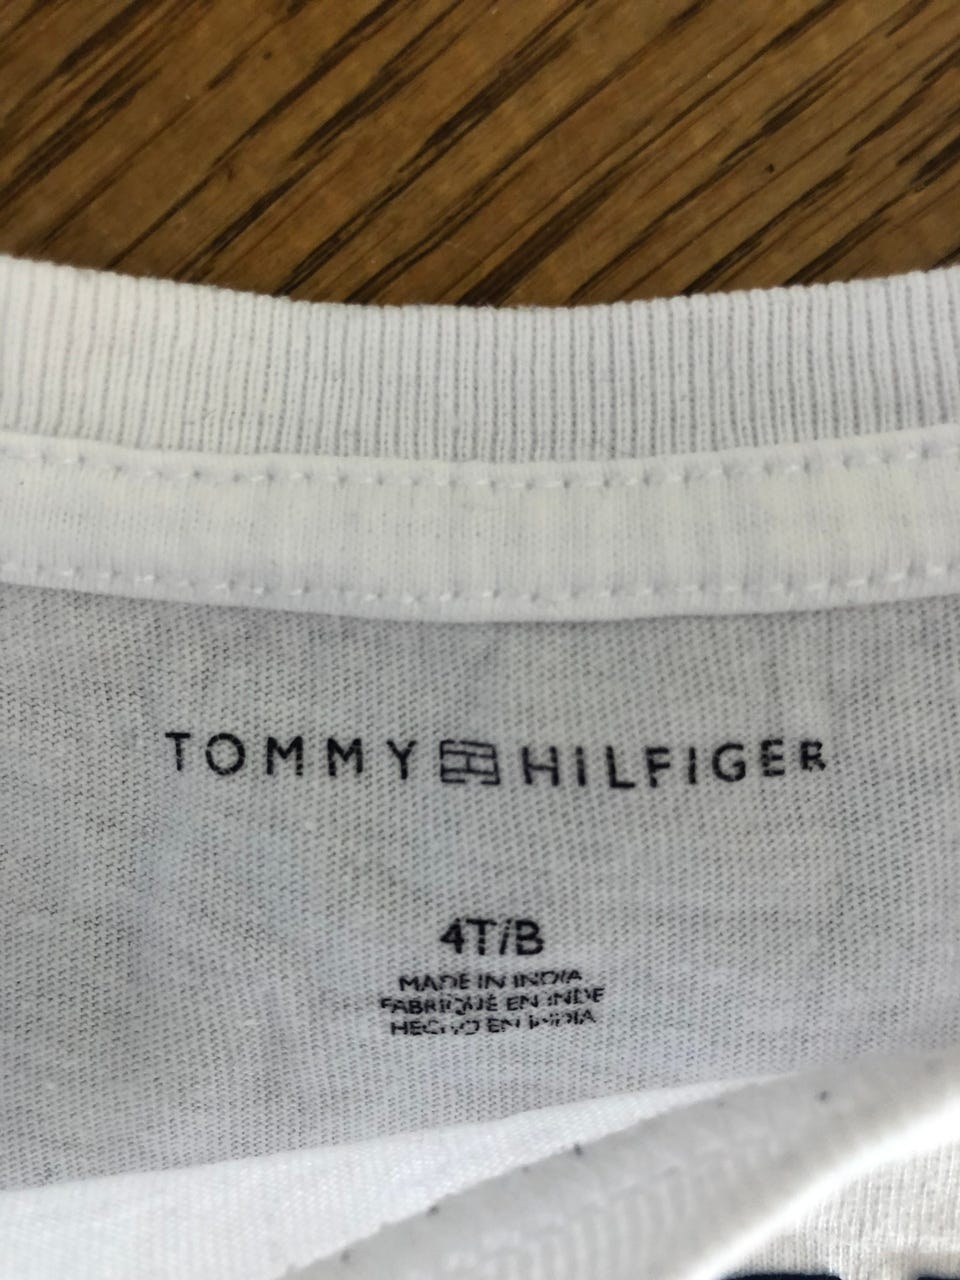 TOMMY HILFIGER
4T/B
MADE IN INDIA
FABRIQUÉ EN INDE
HECHO EN INDIA